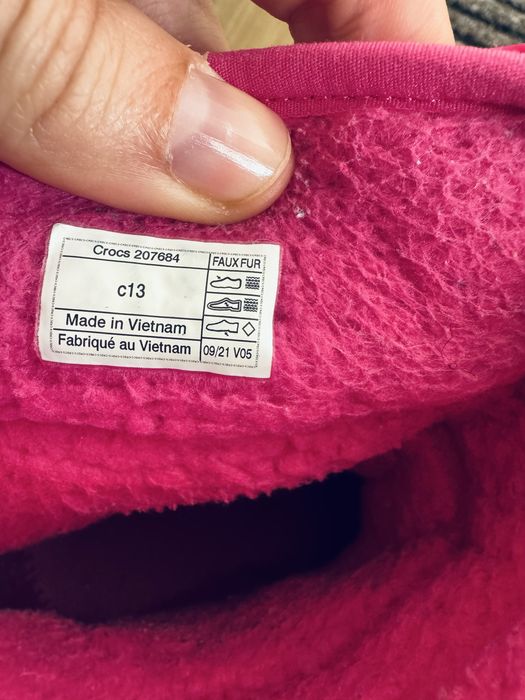 Crocs 207684
FAUX FUR
c13
Made in Vietnam
Fabriqué au Vietnam
09/21 V05